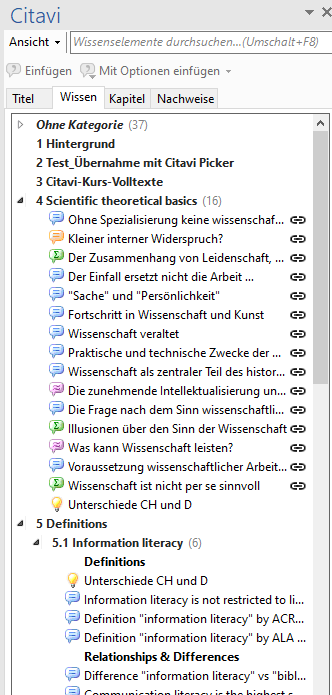 Citavi
Ansicht
Wissenselemente durchsuchen...(Umschalt+F8)
Einfügen Mit Optionen einfügen
Titel Wissen Kapitel Nachweise
Ohne Kategorie (37)
1 Hintergrund
2 Test_Übernahme mit Citavi Picker
3 Citavi-Kurs-Volltexte
4 Scientific theoretical basics (16)
Ohne Spezialisierung keine wissenschaf...
Kleiner interner Widerspruch?
Der Zusammenhang von Leidenschaft, ...
Der Einfall ersetzt nicht die Arbeit ...
"Sache" und "Persönlichkeit"
Fortschritt in Wissenschaft und Kunst
Wissenschaft veraltet
Praktische und technische Zwecke der ...
Wissenschaft als zentraler Teil des histor...
Die zunehmende Intellektualisierung un...
Die Frage nach dem Sinn wissenschaftli...
Illusionen über den Sinn der Wissenschaft
Was kann Wissenschaft leisten?
Voraussetzung wissenschaftlicher Arbeit...
Wissenschaft ist nicht per se sinnvoll
Unterschiede CH und D
5 Definitions
5.1 Information literacy (6)
Definitions
Unterschiede CH und D
Information literacy is not restricted to li...
Definition "information literacy" by ACR...
Definition "information literacy" by ALA ...
Relationships & Differences
Difference "information literacy" vs "bibl...
Communication literacy is the highest s...